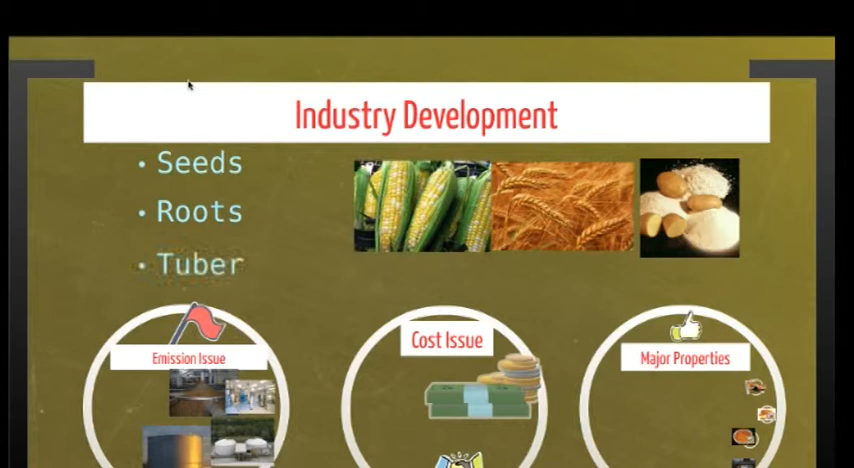 Industry Development
• Seeds
• Roots
• Tuber
Emission Issue
Cost Issue
Major Properties